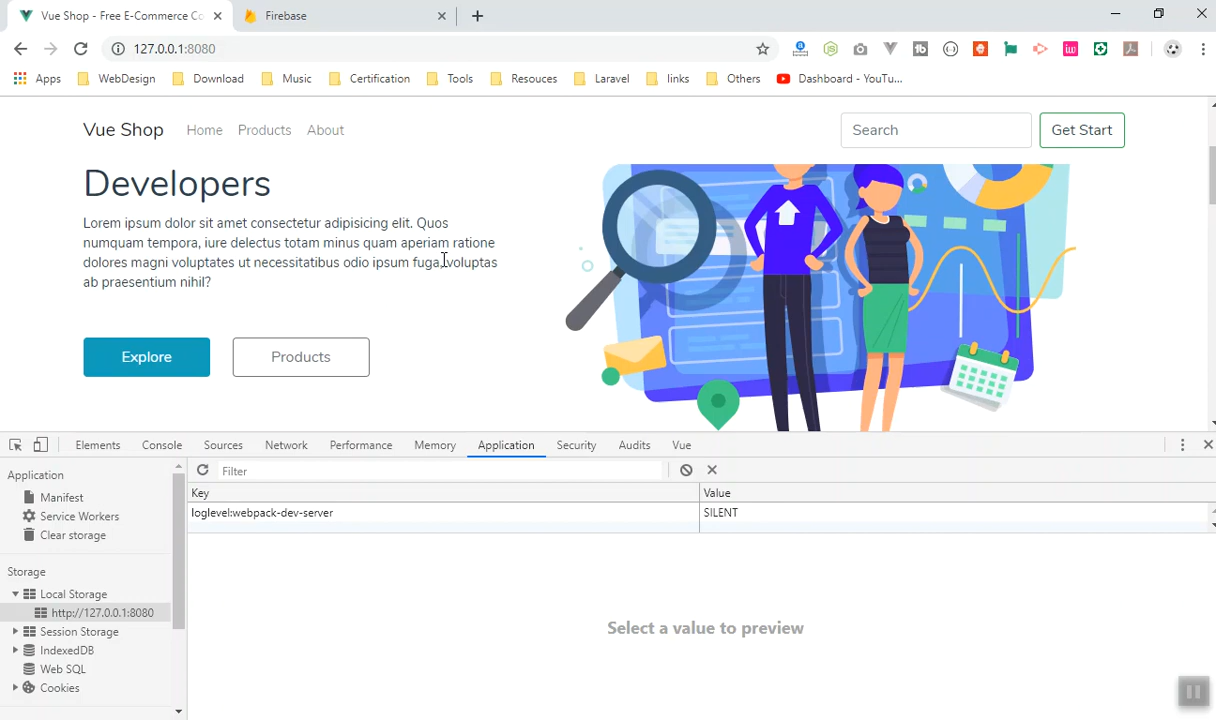 Vue Shop - Free E-Commerce Co
Firebase
127.0.0.1:8080
Apps
WebDesign
Download
Music
Certification
Tools
Resouces
Laravel
links
Others
Dashboard - YouTu...
Vue Shop
Home
Products
About
Search
Get Start
Developers
Lorem ipsum dolor sit amet consectetur adipisicing elit. Quos
numquam tempora, iure delectus totam minus quam aperiam ratione
dolores magni voluptates ut necessitatibus odio ipsum fuga, voluptas
ab praesentium nihil?
Explore
Products
Elements
Console
Sources
Network
Performance
Memory
Application
Security
Audits
Vue
Application
Manifest
Service Workers
Clear storage
Storage
Local Storage
http://127.0.0.1:8080
Session Storage
IndexedDB
Web SQL
Cookies
Filter
Key
Value
loglevel:webpack-dev-server
SILENT
Select a value to preview